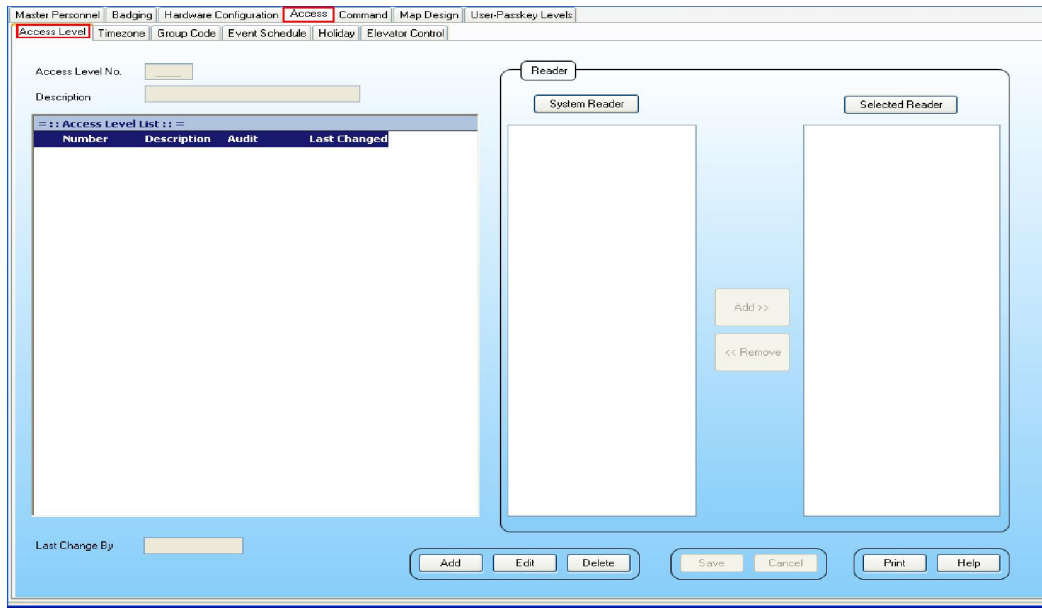 Master Personnel Badging Hardware Configuration Access Command Map Design User-Passkey Levels
Access Level Timezone Group Code Event Schedule Holiday Elevator Control
Access Level No.
Description
=:: Access Level List :: =
Number Description Audit Last Changed
Reader
System Reader Selected Reader
Add >>
<< Remove
Last Change By
Add Edit Delete Save Cancel Print Help